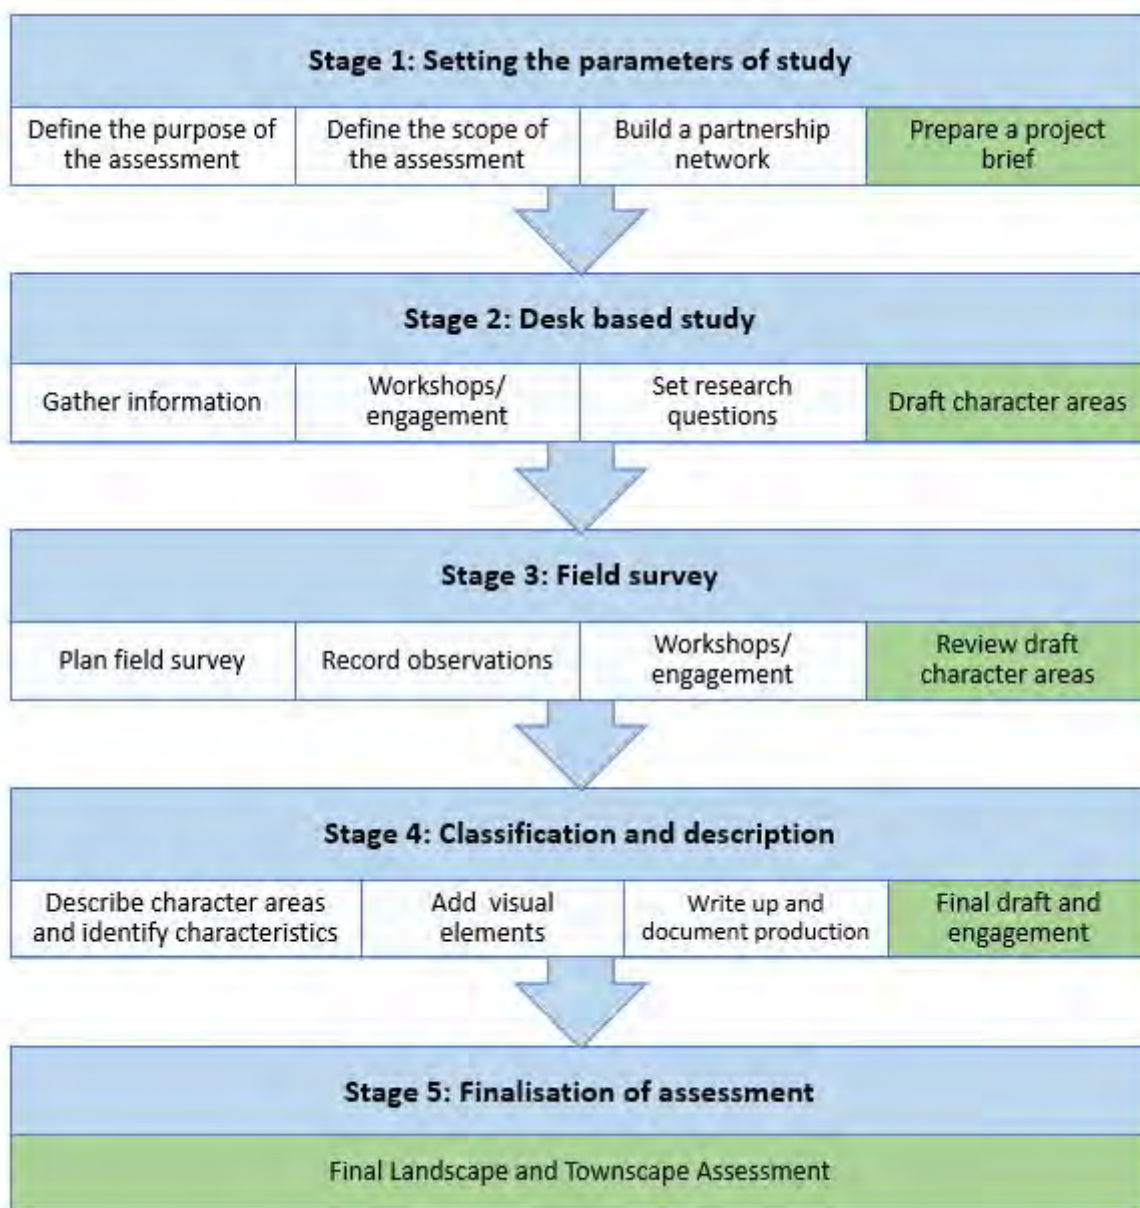 Stage 1: Setting the parameters of study
Define the purpose of
the assessment
Define the scope of
the assessment
Build a partnership
network
Prepare a project
brief
Stage 2: Desk based study
Gather information
Workshops/
engagement
Set research
questions
Draft character areas
Stage 3: Field survey
Plan field survey
Record observations
Workshops/
engagement
Review draft
character areas
Stage 4: Classification and description
Describe character areas
and identify characteristics
Add visual
elements
Write up and
document production
Final draft and
engagement
Stage 5: Finalisation of assessment
Final Landscape and Townscape Assessment